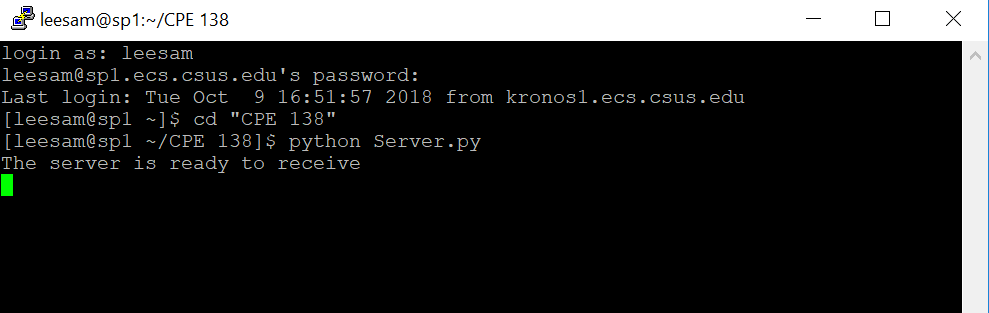 leesam@sp1:~/CPE 138
login as: leesam
leesam@sp1.ecs.csus.edu's password:
Last login: Tue Oct  9 16:51:57 2018 from kronos1.ecs.csus.edu
[leesam@sp1 ~]$ cd "CPE 138"
[leesam@sp1 ~/CPE 138]$ python Server.py
The server is ready to receive